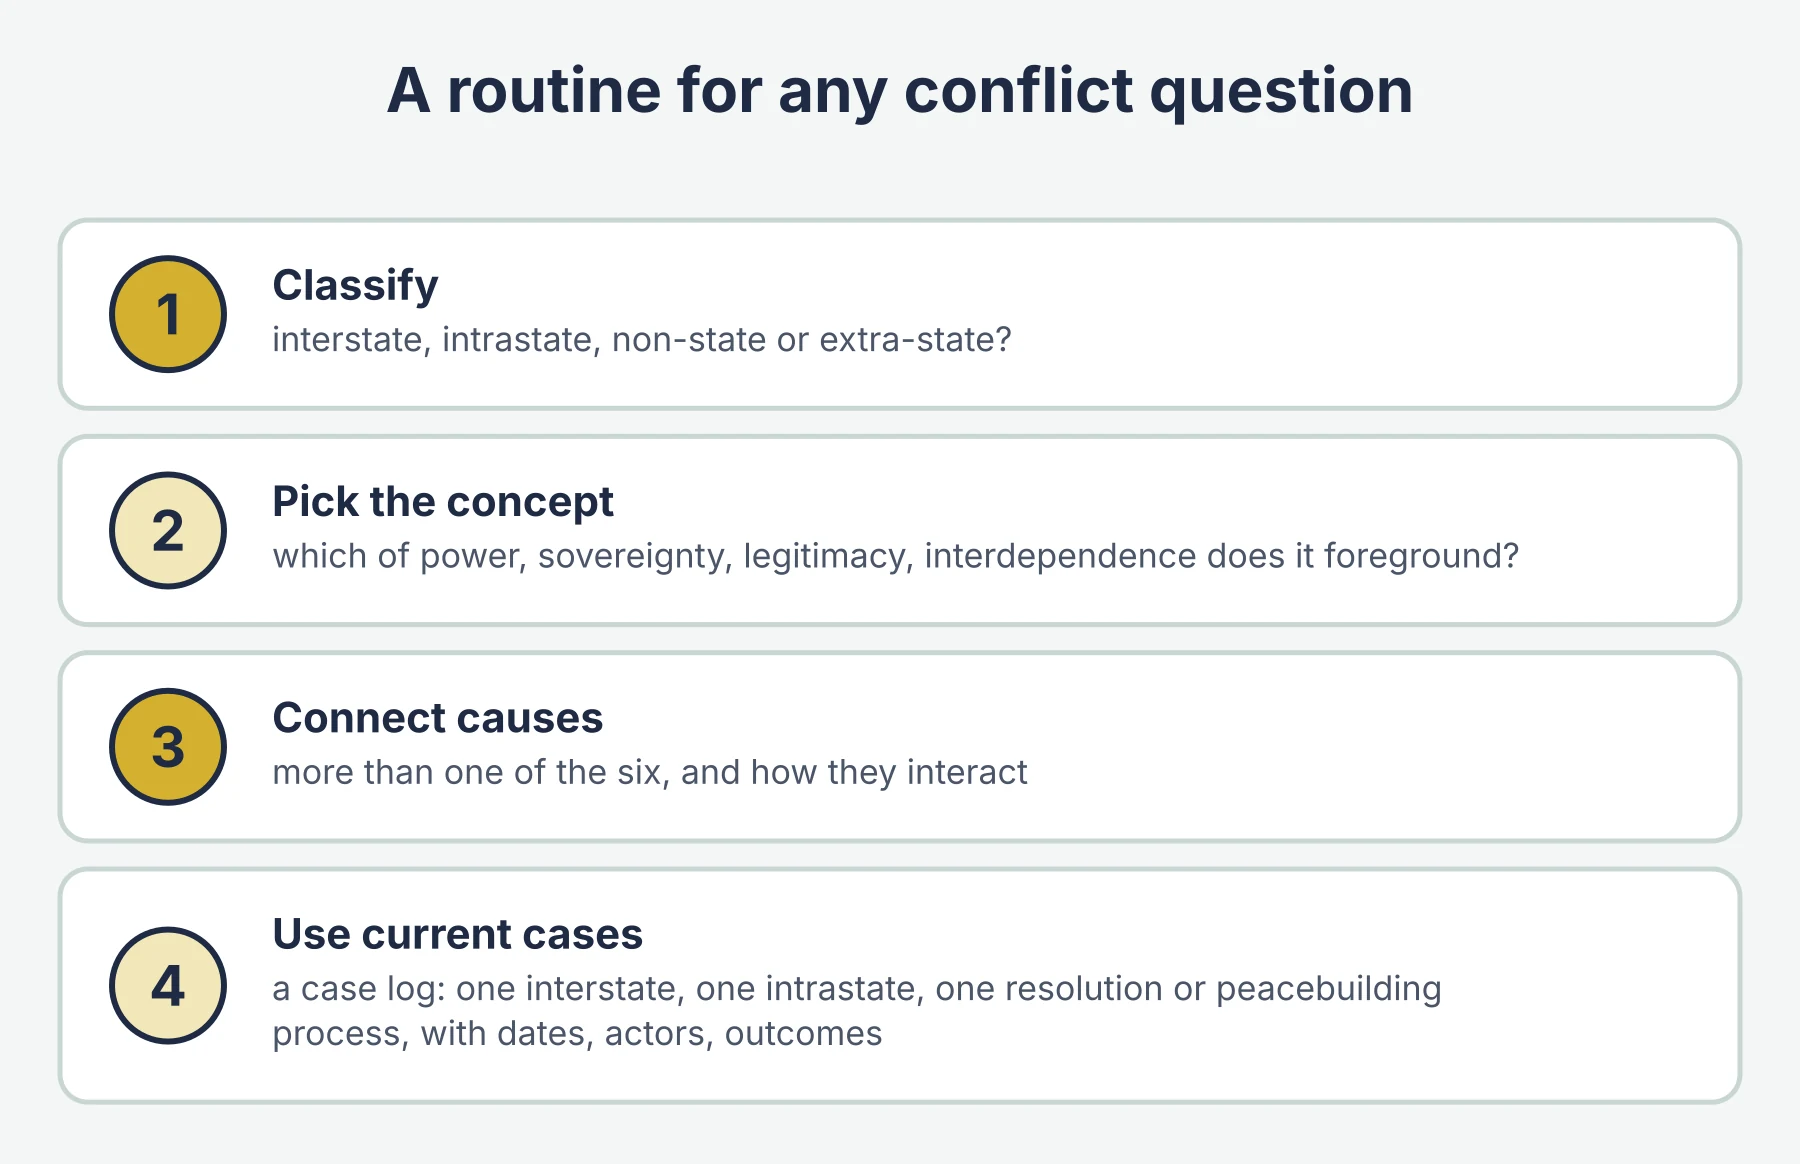 A routine for any conflict question
1
Classify
interstate, intrastate, non-state or extra-state?
2
Pick the concept
which of power, sovereignty, legitimacy, interdependence does it foreground?
3
Connect causes
more than one of the six, and how they interact
4
Use current cases
a case log: one interstate, one intrastate, one resolution or peacebuilding
process, with dates, actors, outcomes